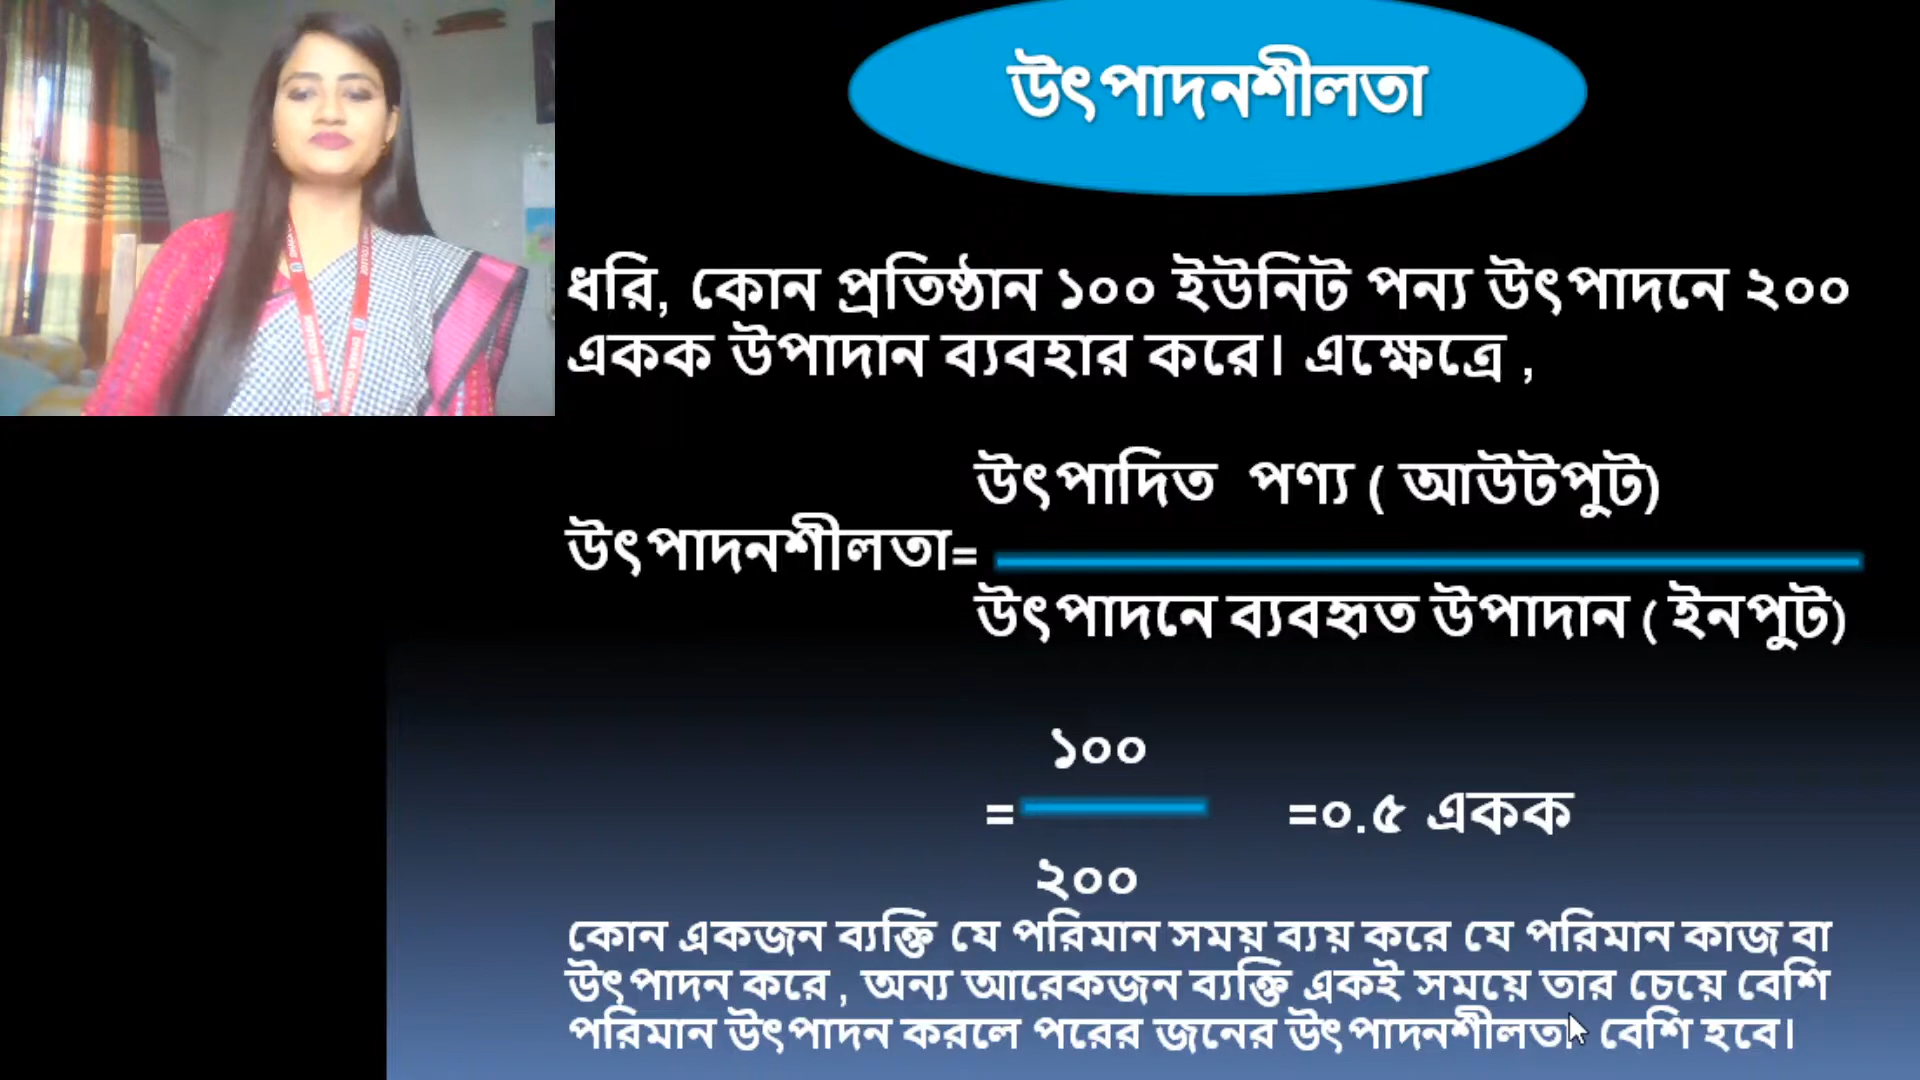 উৎপাদনশীলতা
ধরি, কোন প্রতিষ্ঠান ১০০ ইউনিট পন্য উৎপাদনে ২০০
একক উপাদান ব্যবহার করে। এক্ষেত্রে ,
উৎপাদিত পণ্য ( আউটপুট)
উৎপাদনশীলতা=
উৎপাদনে ব্যবহৃত উপাদান ( ইনপুট)
১০০
= =০.৫ একক
২০০
কোন একজন ব্যক্তি যে পরিমান সময় ব্যয় করে যে পরিমান কাজ বা
উৎপাদন করে , অন্য আরেকজন ব্যক্তি একই সময়ে তার চেয়ে বেশি
পরিমান উৎপাদন করলে পরের জনের উৎপাদনশীলতা বেশি হবে।